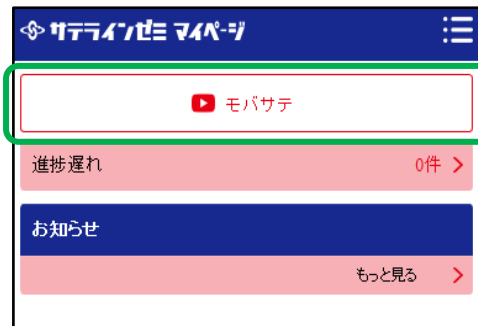 サテラインゼミ マイページ
モバサテ
進捗遅れ 0件
お知らせ
もっと見る